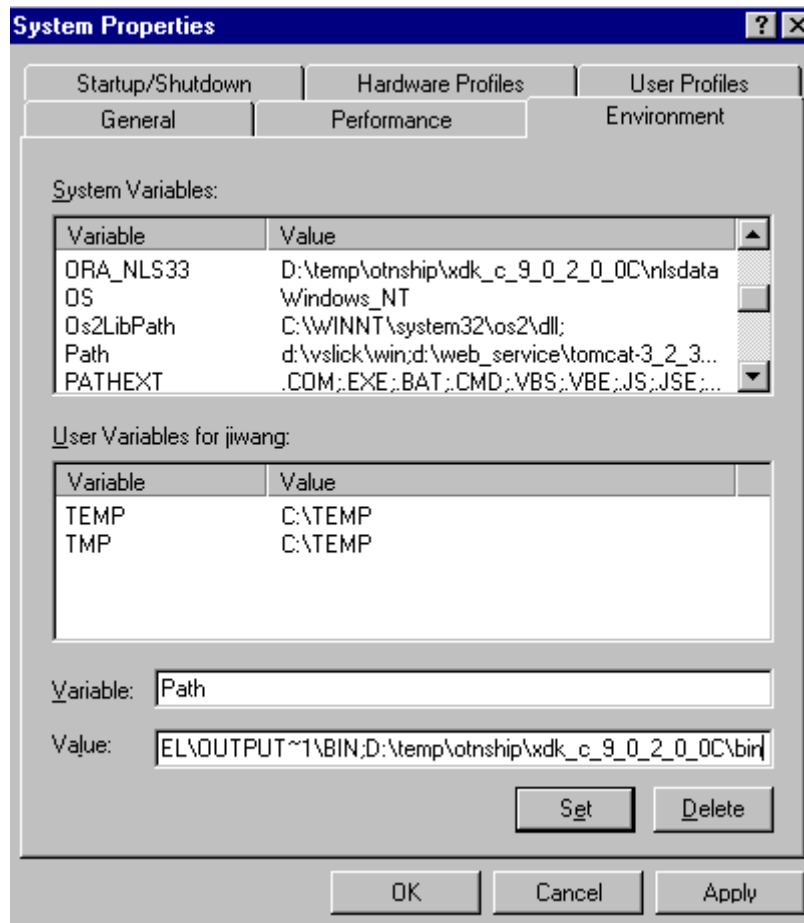 System Properties
Startup/Shutdown Hardware Profiles User Profiles
General Performance Environment
System Variables:
Variable Value
ORA_NLS33 D:\temp\otnship\xdk_c_9_0_2_0_0C\nlsdata
OS Windows_NT
Os2LibPath C:\WINNT\system32\os2\dll;
Path d:\vslick\win;d:\web_service\tomcat-3_2_3...
PATHEXT .COM;.EXE;.BAT;.CMD;.VBS;.VBE;.JS;.JSE;...
User Variables for jiwang:
Variable Value
TEMP C:\TEMP
TMP C:\TEMP
Variable: Path
Value: EL\OUTPUT~1\BIN;D:\temp\otnship\xdk_c_9_0_2_0_0C\bin
Set Delete
OK Cancel Apply